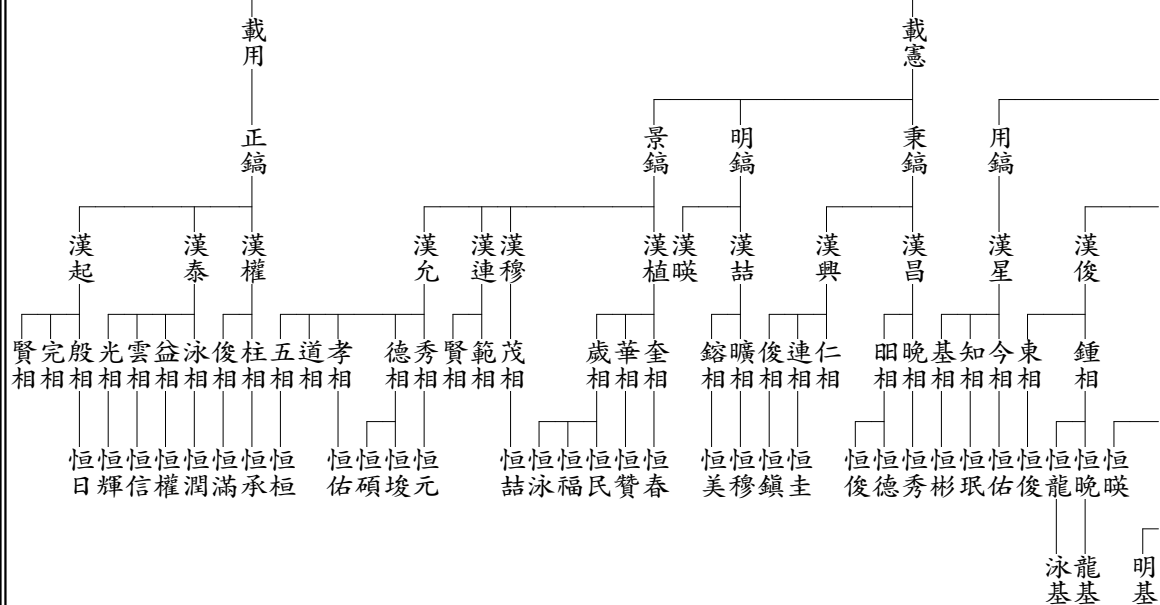 載憲
載用
用鎬
秉鎬
明鎬
景鎬
正鎬
漢俊
漢星
漢昌
漢興
漢喆
漢暎
漢植
漢穆
漢連
漢允
漢權
漢泰
漢起
鍾相
東相
今相
知相
基相
晩相
昭相
仁相
連相
俊相
曠相
鎔相
奎相
華相
歲相
茂相
範相
賢相
秀相
德相
孝相
道相
五相
柱相
俊相
泳相
益相
雲相
光相
殷相
完相
賢相
恒暎
恒晩
恒龍
恒俊
恒佑
恒珉
恒彬
恒秀
恒德
恒俊
恒圭
恒鎭
恒穆
恒美
恒春
恒贊
恒民
恒福
恒泳
恒喆
恒元
恒埈
恒碩
恒佑
恒桓
恒承
恒滿
恒潤
恒權
恒信
恒輝
恒日
明基
龍基
泳基